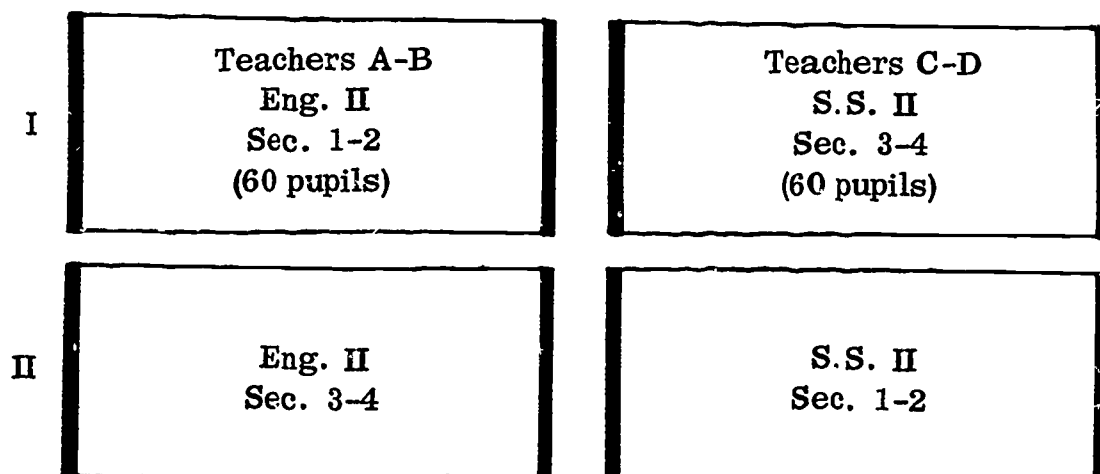 I
Teachers A-B
Eng. II
Sec. 1-2
(60 pupils)
Teachers C-D
S.S. II
Sec. 3-4
(60 pupils)
II
Eng. II
Sec. 3-4
S.S. II
Sec. 1-2